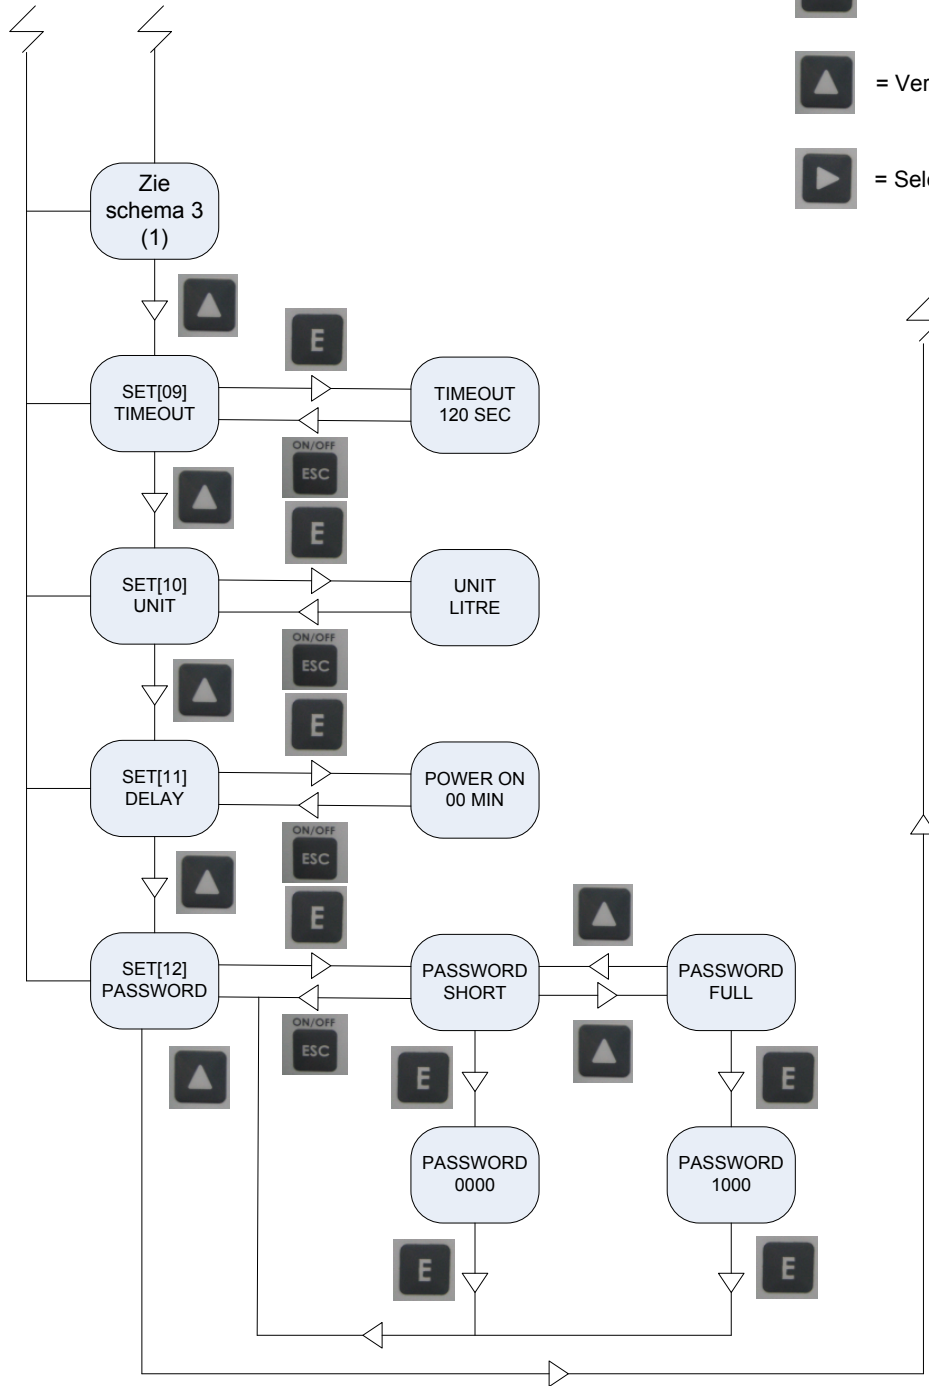 Zie
schema 3
(1)
E
SET[09]
TIMEOUT
TIMEOUT
120 SEC
ON/OFF
ESC
E
SET[10]
UNIT
UNIT
LITRE
ON/OFF
ESC
E
SET[11]
DELAY
POWER ON
00 MIN
ON/OFF
ESC
E
SET[12]
PASSWORD
PASSWORD
SHORT
PASSWORD
FULL
ON/OFF
ESC
E
E
PASSWORD
0000
PASSWORD
1000
E
E